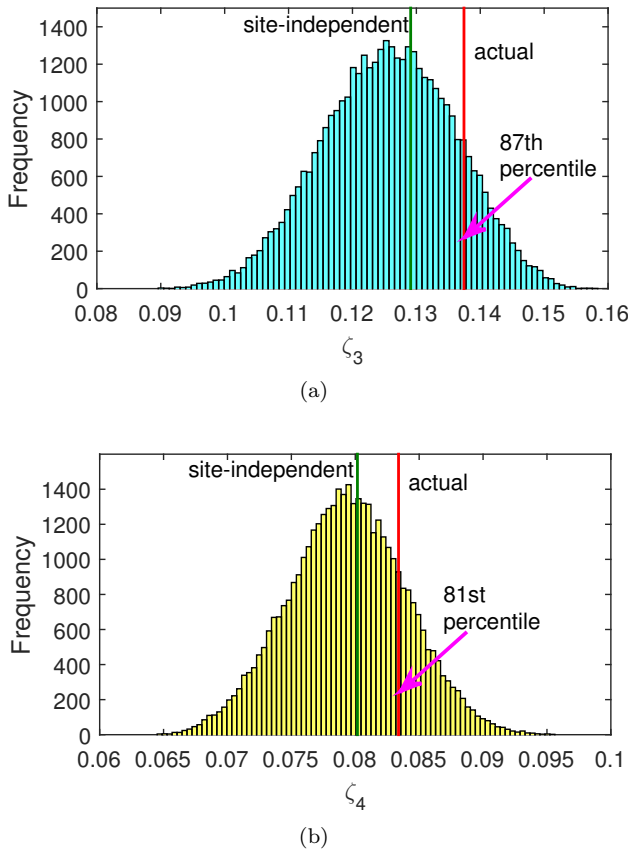 1400
1200
1000
800
600
400
200
0
Frequency
site-independent
actual
87th
percentile
0.08 0.09 0.1 0.11 0.12 0.13 0.14 0.15 0.16
ζ3
(a)
1400
1200
1000
800
600
400
200
0
Frequency
site-independent
actual
81st
percentile
0.06 0.065 0.07 0.075 0.08 0.085 0.09 0.095 0.1
ζ4
(b)